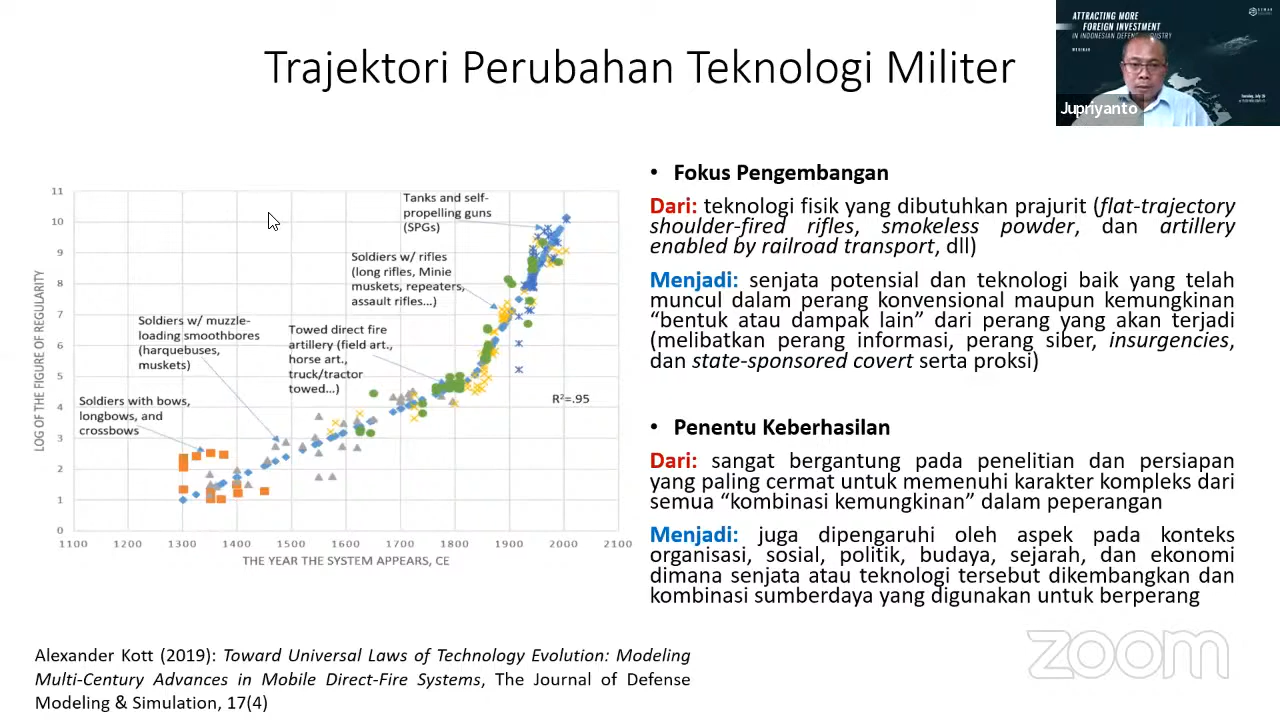 Trajektori Perubahan Teknologi Militer
ATTRACTING MORE
FOREIGN INVESTMENT
IN INDONESIAN DEFENSE INDUSTRY
WEBINAR
Jupriyanto
• Fokus Pengembangan
Dari: teknologi fisik yang dibutuhkan prajurit (flat-trajectory
shoulder-fired rifles, smokeless powder, dan artillery
enabled by railroad transport, dll)
Menjadi: senjata potensial dan teknologi baik yang telah
muncul dalam perang konvensional maupun kemungkinan
“bentuk atau dampak lain” dari perang yang akan terjadi
(melibatkan perang informasi, perang siber, insurgencies,
dan state-sponsored covert serta proksi)
• Penentu Keberhasilan
Dari: sangat bergantung pada penelitian dan persiapan
yang paling cermat untuk memenuhi karakter kompleks dari
semua “kombinasi kemungkinan” dalam peperangan
Menjadi: juga dipengaruhi oleh aspek pada konteks
organisasi, sosial, politik, budaya, sejarah, dan ekonomi
dimana senjata atau teknologi tersebut dikembangkan dan
kombinasi sumberdaya yang digunakan untuk berperang
LOG OF THE FIGURE OF REGULARITY
11
10
9
8
7
6
5
4
3
2
1
0
Tanks and self-
propelling guns
(SPGs)
Soldiers w/ rifles
(long rifles, Minie
muskets, repeaters,
assault rifles...)
Soldiers w/ muzzle-
loading smoothbores
(harquebuses,
muskets)
Towed direct fire
artillery (field art.,
horse art.,
truck/tractor
towed...)
Soldiers with bows,
longbows, and
crossbows
R²=.95
1100 1200 1300 1400 1500 1600 1700 1800 1900 2000 2100
THE YEAR THE SYSTEM APPEARS, CE
Alexander Kott (2019): Toward Universal Laws of Technology Evolution: Modeling
Multi-Century Advances in Mobile Direct-Fire Systems, The Journal of Defense
Modeling & Simulation, 17(4)
zoom